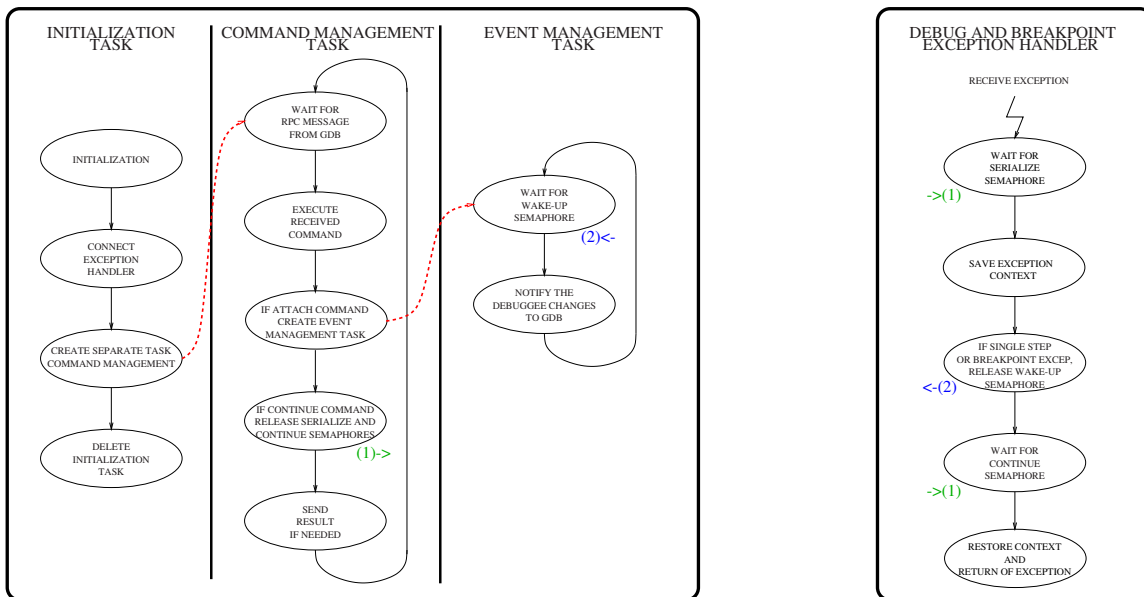 INITIALIZATION
TASK
INITIALIZATION
CONNECT
EXCEPTION
HANDLER
CREATE SEPARATE TASK
COMMAND MANAGEMENT
DELETE
INITIALIZATION
TASK
COMMAND MANAGEMENT
TASK
WAIT FOR
RPC MESSAGE
FROM GDB
EXECUTE
RECEIVED
COMMAND
IF ATTACH COMMAND
CREATE EVENT
MANAGEMENT TASK
IF CONTINUE COMMAND
RELEASE SERIALIZE AND
CONTINUE SEMAPHORES
(1)->
SEND
RESULT
IF NEEDED
EVENT MANAGEMENT
TASK
WAIT FOR
WAKE-UP
SEMAPHORE
(2)<-
NOTIFY THE
DEBUGGEE CHANGES
TO GDB
DEBUG AND BREAKPOINT
EXCEPTION HANDLER
RECEIVE EXCEPTION
WAIT FOR
SERIALIZE
SEMAPHORE
->(1)
SAVE EXCEPTION
CONTEXT
IF SINGLE STEP
OR BREAKPOINT EXCEP,
RELEASE WAKE-UP
SEMAPHORE
<-(2)
WAIT FOR
CONTINUE
SEMAPHORE
->(1)
RESTORE CONTEXT
AND
RETURN OF EXCEPTION